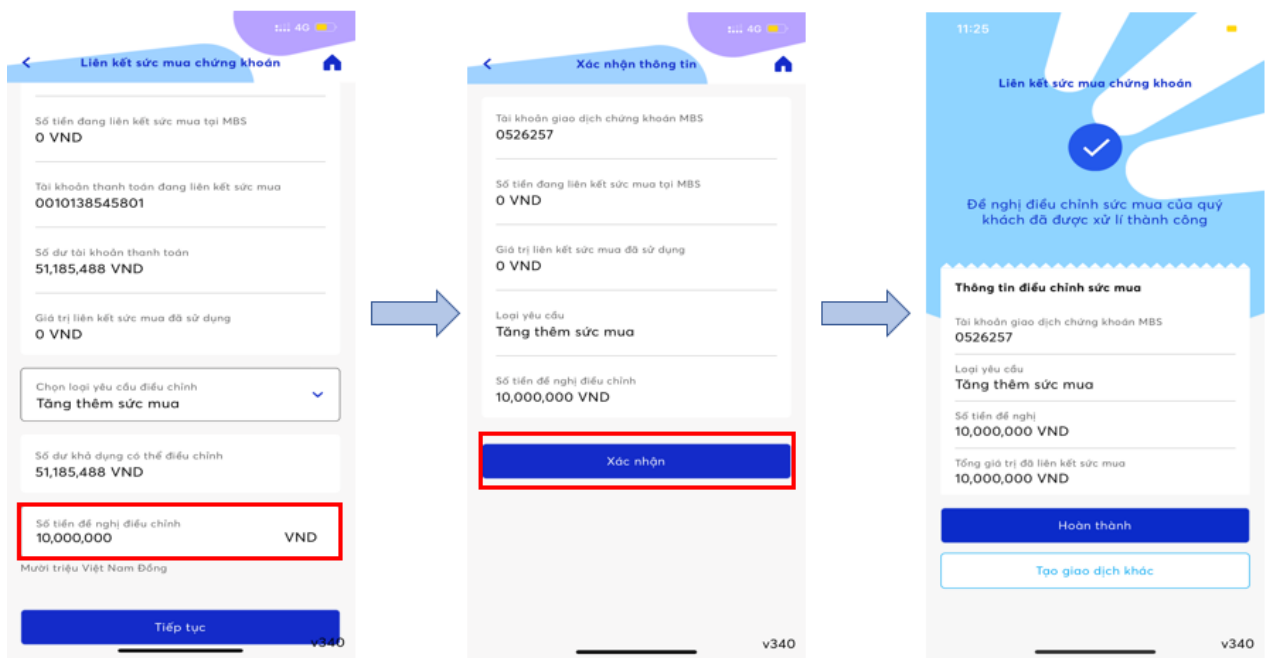 4G
Liên kết sức mua chứng khoán
Số tiền đang liên kết sức mua tại MBS
0 VND
Tài khoản thanh toán đang liên kết sức mua
0010138545801
Số dư tài khoản thanh toán
51,185,488 VND
Giá trị liên kết sức mua đã sử dụng
0 VND
Chọn loại yêu cầu điều chỉnh
Tăng thêm sức mua
Số dư khả dụng có thể điều chỉnh
51,185,488 VND
Số tiền đề nghị điều chỉnh
10,000,000 VND
Mười triệu Việt Nam Đồng
Tiếp tục
v340
4G
Xác nhận thông tin
Tài khoản giao dịch chứng khoán MBS
0526257
Số tiền đang liên kết sức mua tại MBS
0 VND
Giá trị liên kết sức mua đã sử dụng
0 VND
Loại yêu cầu
Tăng thêm sức mua
Số tiền đề nghị điều chỉnh
10,000,000 VND
Xác nhận
v340
11:25
Liên kết sức mua chứng khoán
Đề nghị điều chỉnh sức mua của quý
khách đã được xử lí thành công
Thông tin điều chỉnh sức mua
Tài khoản giao dịch chứng khoán MBS
0526257
Loại yêu cầu
Tăng thêm sức mua
Số tiền đề nghị
10,000,000 VND
Tổng giá trị đã liên kết sức mua
10,000,000 VND
Hoàn thành
Tạo giao dịch khác
v340